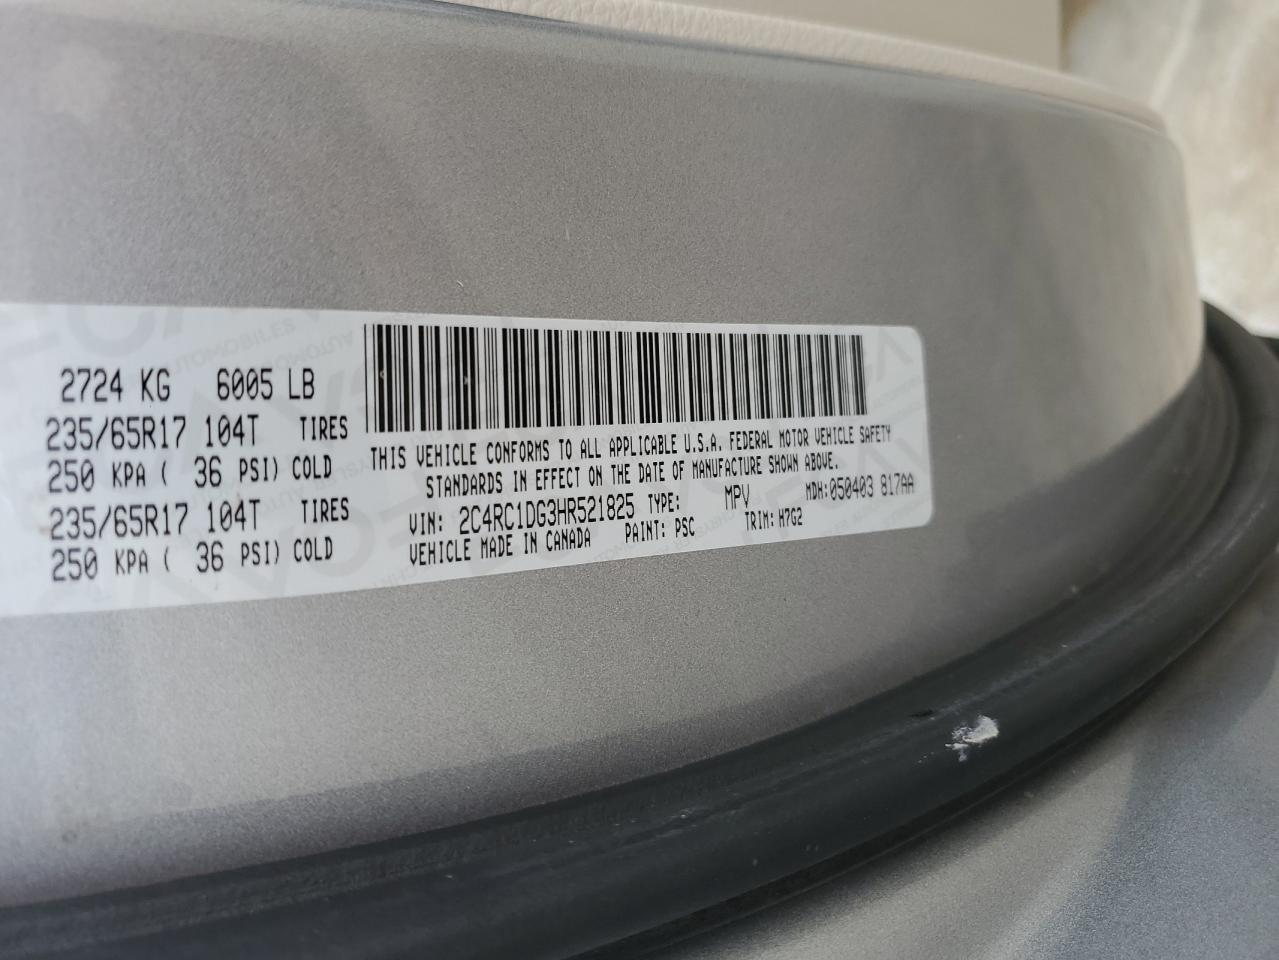 2724 KG 6005 LB
235/65R17 104T TIRES
250 KPA ( 36 PSI) COLD
235/65R17 104T TIRES
250 KPA ( 36 PSI) COLD
THIS VEHICLE CONFORMS TO ALL APPLICABLE U.S.A. FEDERAL MOTOR VEHICLE SAFETY
STANDARDS IN EFFECT ON THE DATE OF MANUFACTURE SHOWN ABOVE.
VIN: 2C4RC1DG3HR521825 TYPE: MPV MDH:050403 817AA
VEHICLE MADE IN CANADA PAINT: PSC TRIM: H7G2